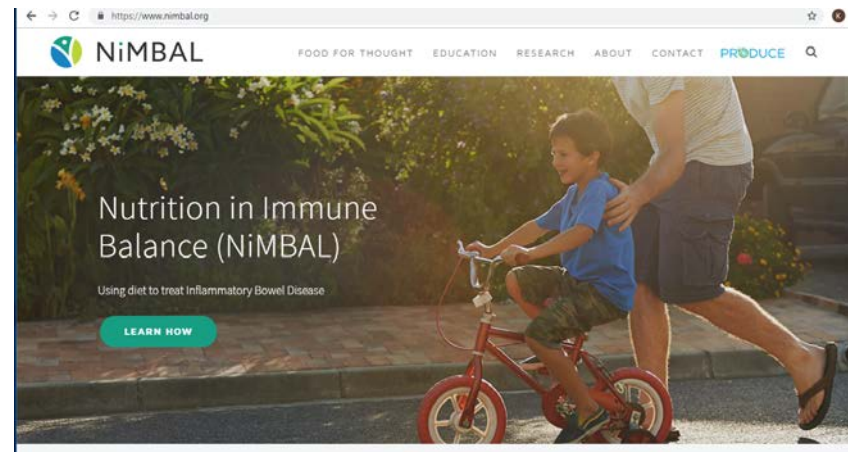 https://www.nimbal.org
K
NiMBAL
FOOD FOR THOUGHT EDUCATION RESEARCH ABOUT CONTACT PRODUCE
Nutrition in Immune
Balance (NiMBAL)
Using diet to treat Inflammatory Bowel Disease
LEARN HOW